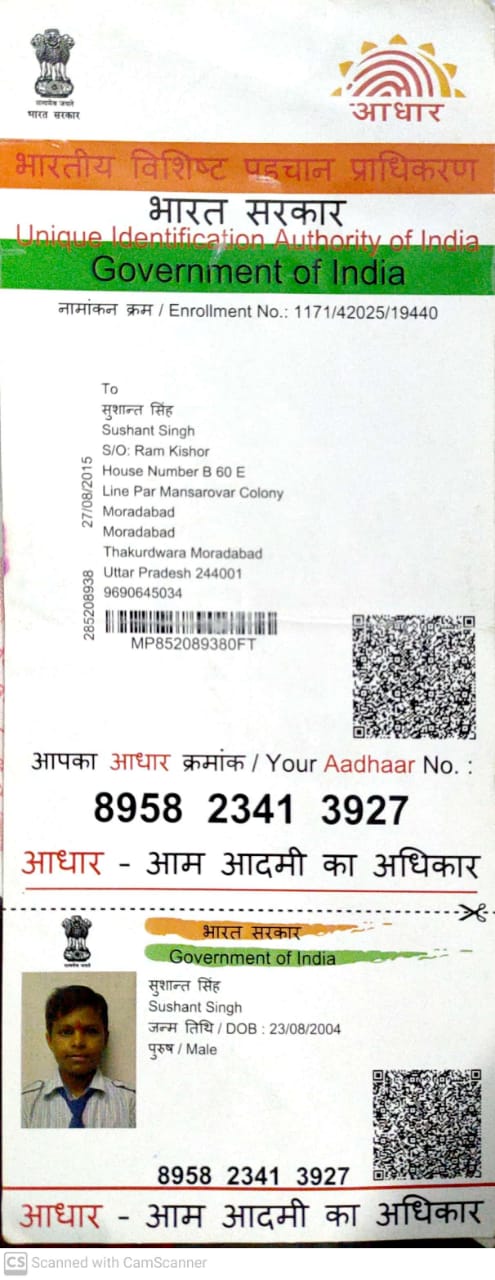 सत्यमेव जयते
भारत सरकार
आधार
भारतीय विशिष्ट पहचान प्राधिकरण
भारत सरकार
Unique Identification Authority of India
Government of India
नामांकन क्रम / Enrollment No.: 1171/42025/19440
To
सुशान्त सिंह
Sushant Singh
S/O: Ram Kishor
House Number B 60 E
Line Par Mansarovar Colony
Moradabad
Moradabad
Thakurdwara Moradabad
Uttar Pradesh 244001
9690645034
27/08/2015
285208938
MP852089380FT
आपका आधार क्रमांक / Your Aadhaar No. :
8958 2341 3927
आधार - आम आदमी का अधिकार
भारत सरकार
Government of India
सुशान्त सिंह
Sushant Singh
जन्म तिथि / DOB : 23/08/2004
पुरुष / Male
8958 2341 3927
आधार - आम आदमी का अधिकार
CS Scanned with CamScanner